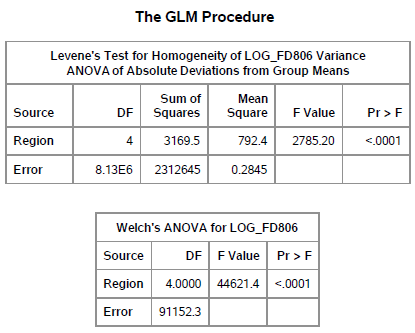 The GLM Procedure
Levene's Test for Homogeneity of LOG_FD806 Variance
ANOVA of Absolute Deviations from Group Means
Source DF Sum of Squares Mean Square F Value Pr > F
Region 4 3169.5 792.4 2785.20 <.0001
Error 8.13E6 2312645 0.2845
Welch's ANOVA for LOG_FD806
Source DF F Value Pr > F
Region 4.0000 44621.4 <.0001
Error 91152.3